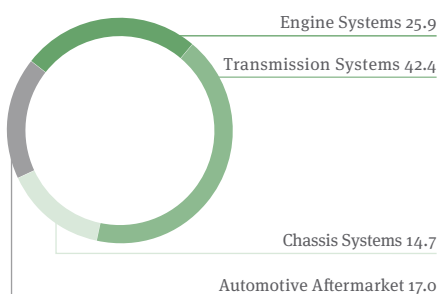 Engine Systems 25.9
Transmission Systems 42.4
Chassis Systems 14.7
Automotive Aftermarket 17.0